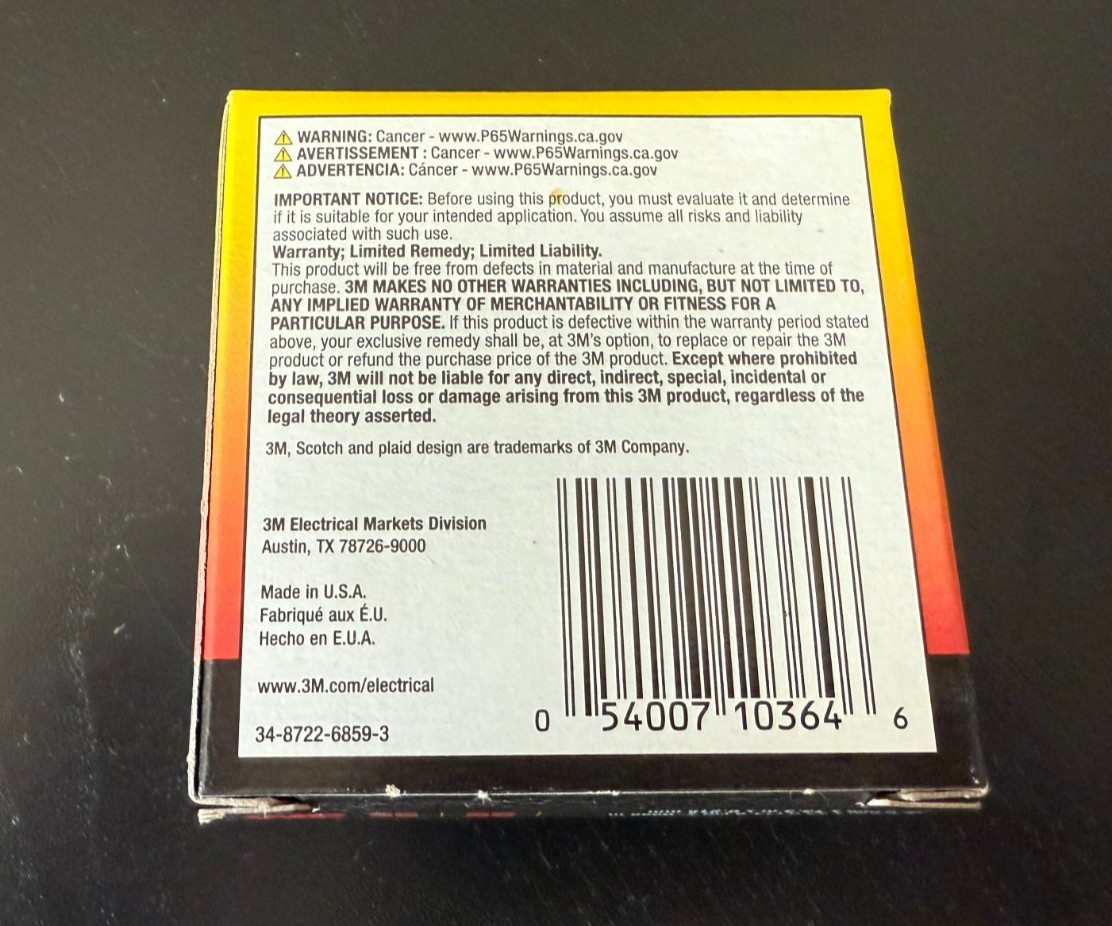 WARNING: Cancer - www.P65Warnings.ca.gov
AVERTISSEMENT : Cancer - www.P65Warnings.ca.gov
ADVERTENCIA: Cáncer - www.P65Warnings.ca.gov
IMPORTANT NOTICE: Before using this product, you must evaluate it and determine
if it is suitable for your intended application. You assume all risks and liability
associated with such use.
Warranty; Limited Remedy; Limited Liability.
This product will be free from defects in material and manufacture at the time of
purchase. 3M MAKES NO OTHER WARRANTIES INCLUDING, BUT NOT LIMITED TO,
ANY IMPLIED WARRANTY OF MERCHANTABILITY OR FITNESS FOR A
PARTICULAR PURPOSE. If this product is defective within the warranty period stated
above, your exclusive remedy shall be, at 3M's option, to replace or repair the 3M
product or refund the purchase price of the 3M product. Except where prohibited
by law, 3M will not be liable for any direct, indirect, special, incidental or
consequential loss or damage arising from this 3M product, regardless of the
legal theory asserted.
3M, Scotch and plaid design are trademarks of 3M Company.
3M Electrical Markets Division
Austin, TX 78726-9000
Made in U.S.A.
Fabriqué aux É.U.
Hecho en E.U.A.
www.3M.com/electrical
34-8722-6859-3
0 54007 10364 6